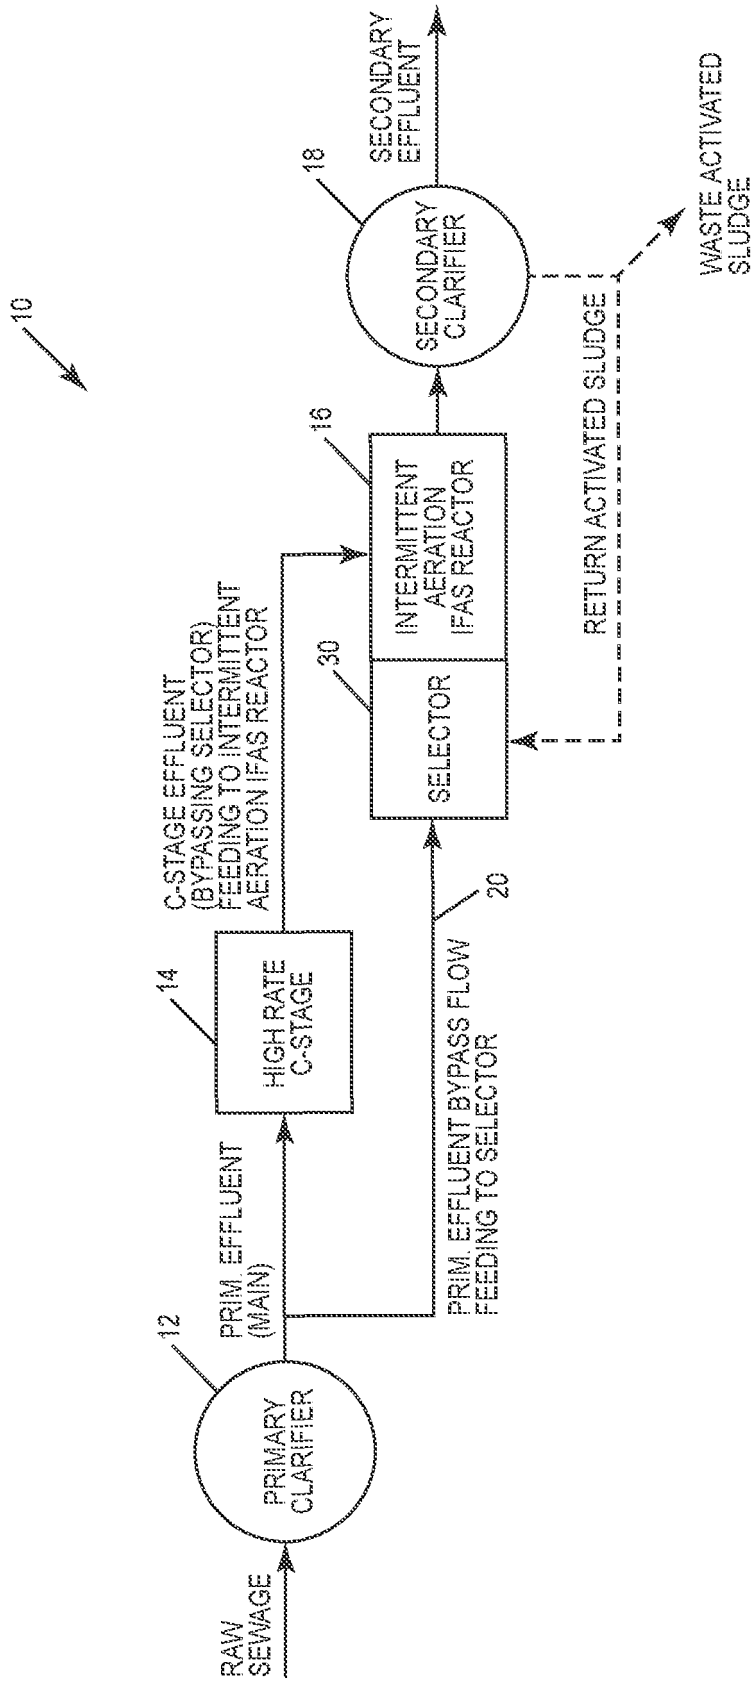 10
RAW
SEWAGE
12
PRIMARY
CLARIFIER
PRIM. EFFLUENT
(MAIN)
14
HIGH RATE
C-STAGE
C-STAGE EFFLUENT
(BYPASSING SELECTOR)
FEEDING TO INTERMITTENT
AERATION IFAS REACTOR
PRIM. EFFLUENT BYPASS FLOW
FEEDING TO SELECTOR
20
30
SELECTOR
16
INTERMITTENT
AERATION
IFAS REACTOR
18
SECONDARY
CLARIFIER
SECONDARY
EFFLUENT
RETURN ACTIVATED SLUDGE
WASTE ACTIVATED
SLUDGE